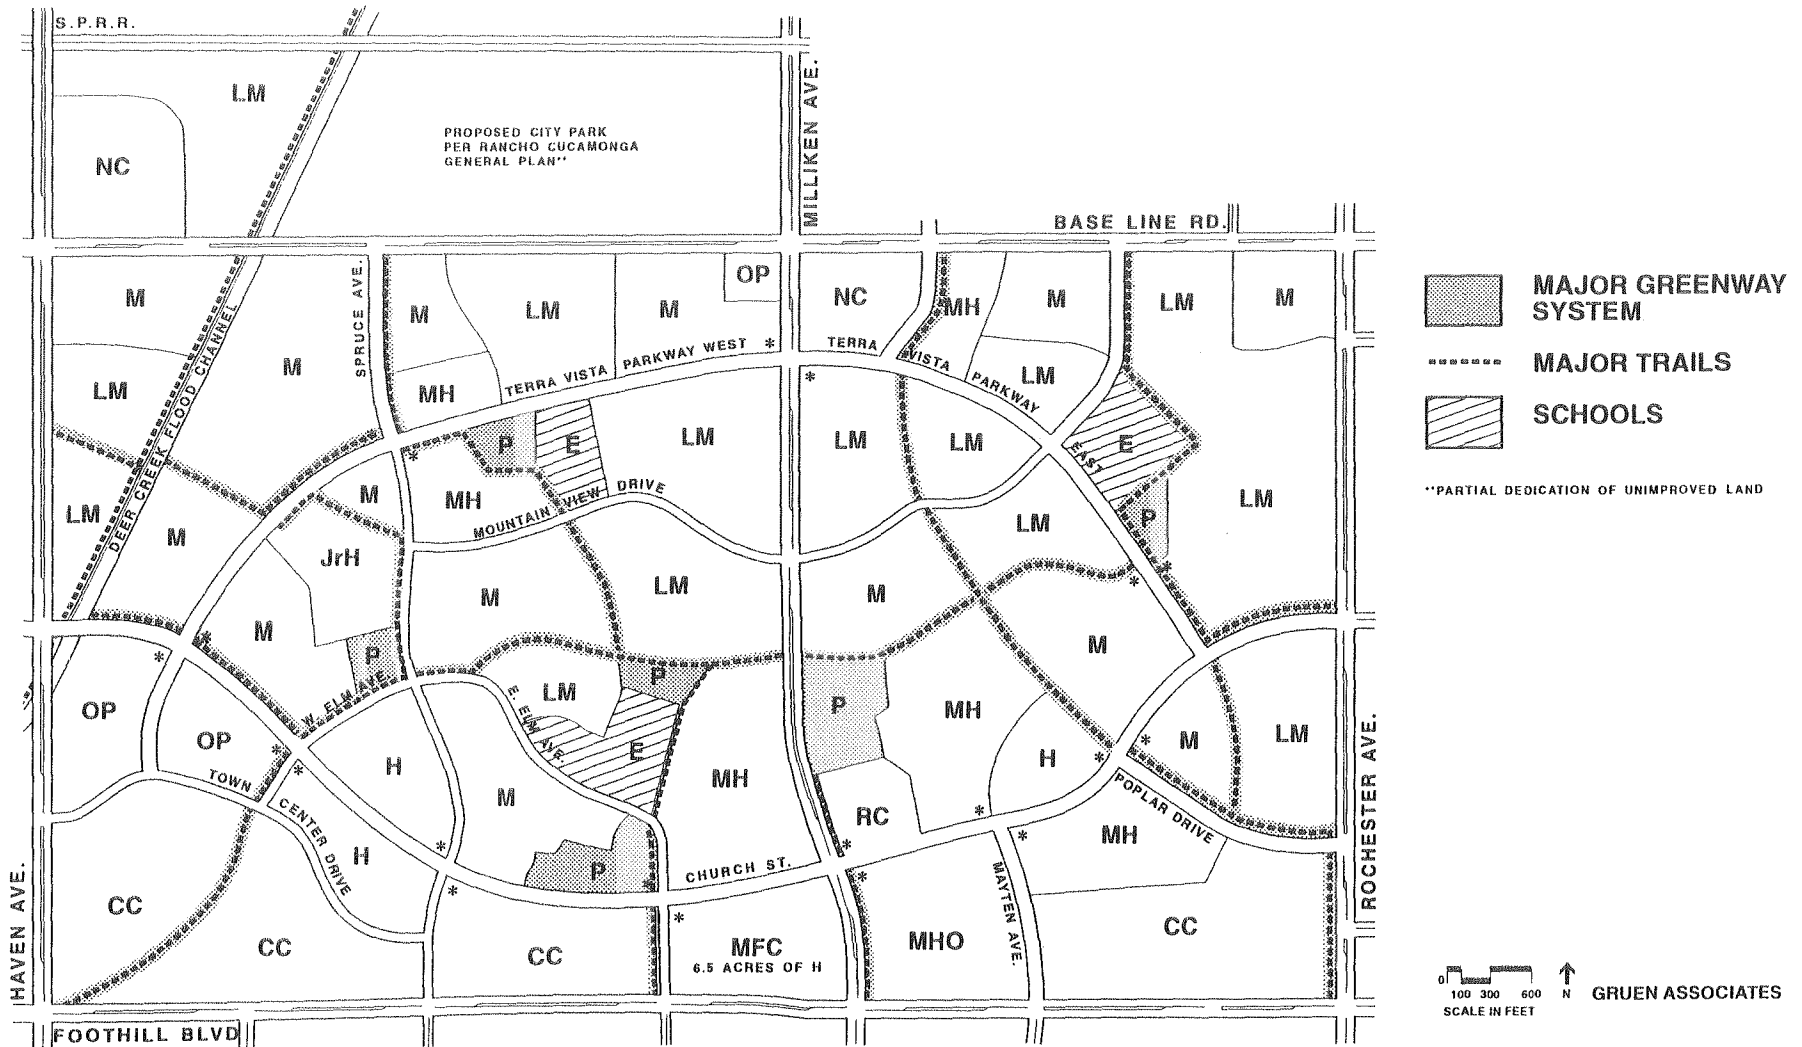 S.P.R.R.
LM
NC
PROPOSED CITY PARK
PER RANCHO CUCAMONGA
GENERAL PLAN**
MILLIKEN AVE.
BASE LINE RD.
M
SPRUCE AVE.
M
LM
M
OP
NC
MH
M
LM
M
DEER CREEK FLOOD CHANNEL
LM
M
MH
TERRA VISTA PARKWAY WEST
*
TERRA VISTA PARKWAY EAST
*
LM
*
P
E
LM
LM
LM
E
LM
LM
M
M
MH
MOUNTAIN VIEW DRIVE
LM
P
JrH
M
LM
M
*
*
M
*
*
P
W. ELM AVE.
P
M
OP
OP
*
*
LM
E. ELM AVE.
E
MH
P
MH
H
*
*
M
LM
TOWN CENTER DRIVE
H
M
RC
*
*
*
POPLAR DRIVE
MH
H
*
*
P
*
CHURCH ST.
*
*
MAYTEN AVE.
ROCHESTER AVE.
HAVEN AVE.
CC
CC
CC
MFC
6.5 ACRES OF H
MHO
CC
FOOTHILL BLVD
MAJOR GREENWAY
SYSTEM
MAJOR TRAILS
SCHOOLS
**PARTIAL DEDICATION OF UNIMPROVED LAND
0 100 300 600
SCALE IN FEET
N
GRUEN ASSOCIATES